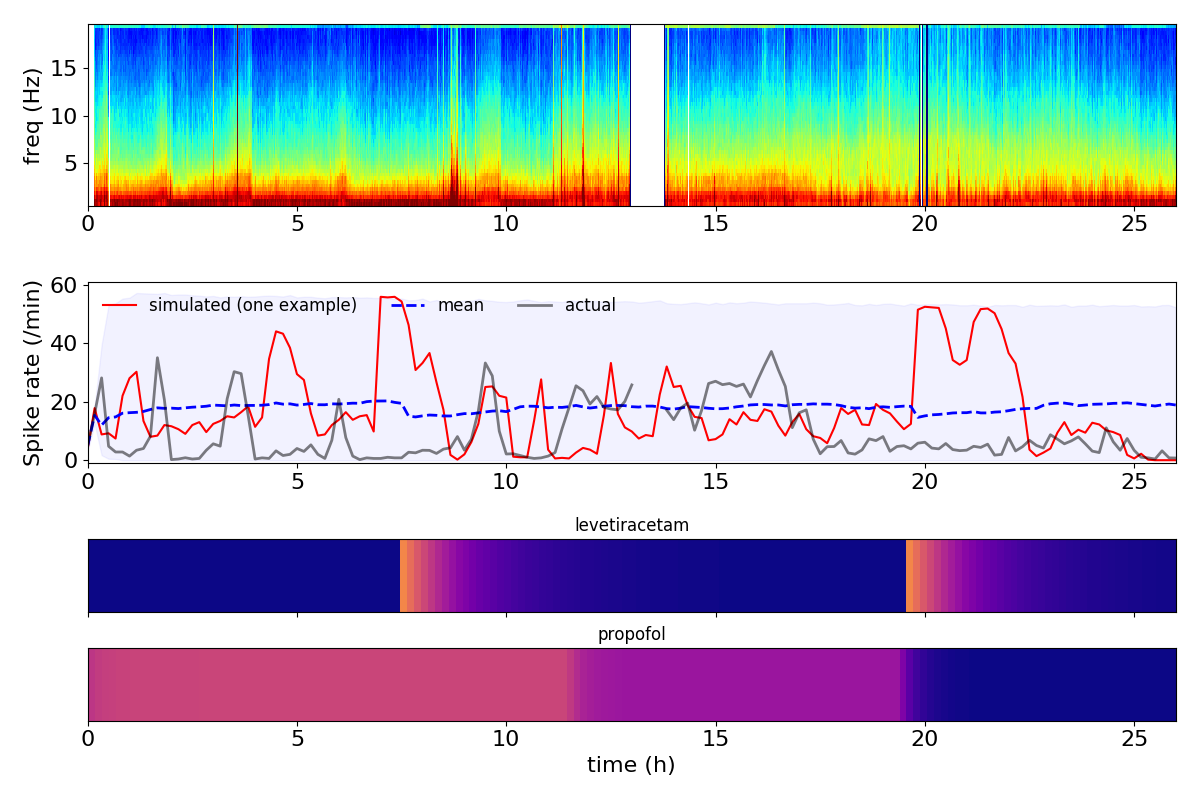 freq (Hz)
15
10
5
0 5 10 15 20 25
Spike rate (/min)
60
40
20
0
simulated (one example) mean actual
0 5 10 15 20 25
levetiracetam
propofol
0 5 10 15 20 25
time (h)